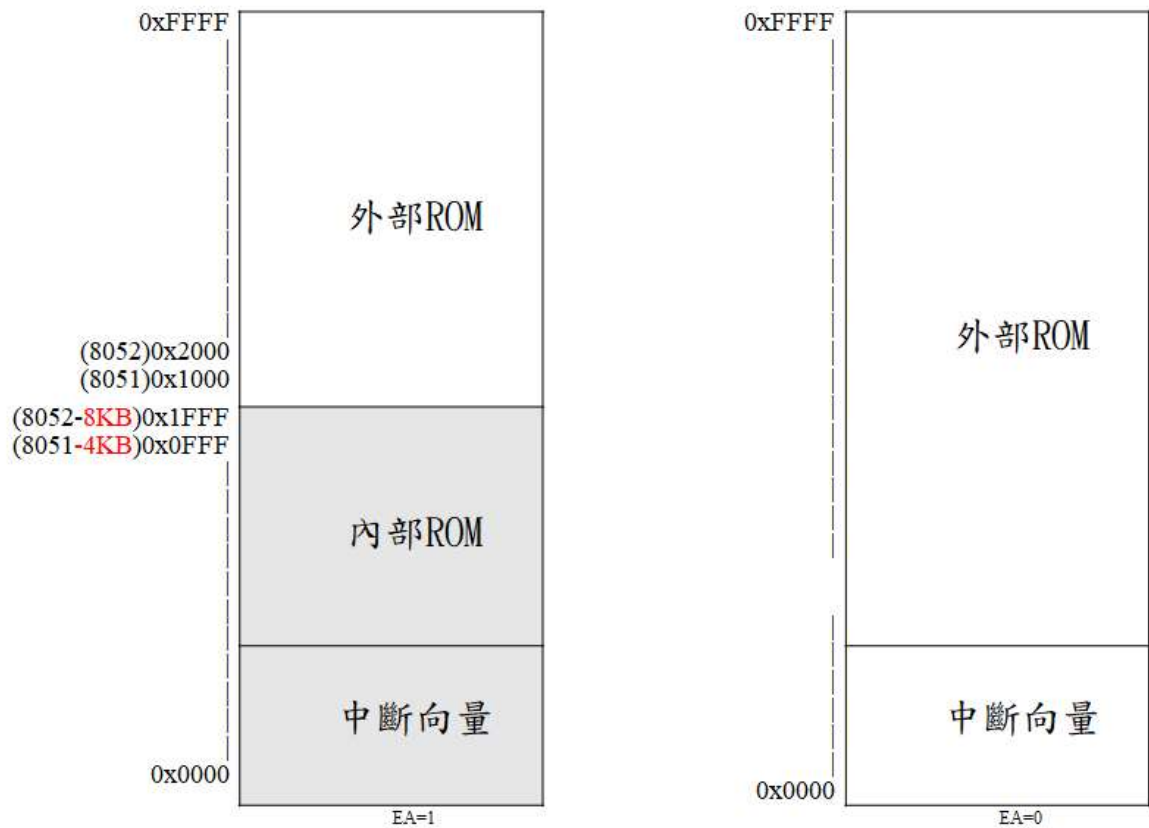 0xFFFF
外部ROM
(8052)0x2000
(8051)0x1000
(8052-8KB)0x1FFF
(8051-4KB)0x0FFF
內部ROM
中斷向量
0x0000
EA=1
0xFFFF
外部ROM
中斷向量
0x0000
EA=0